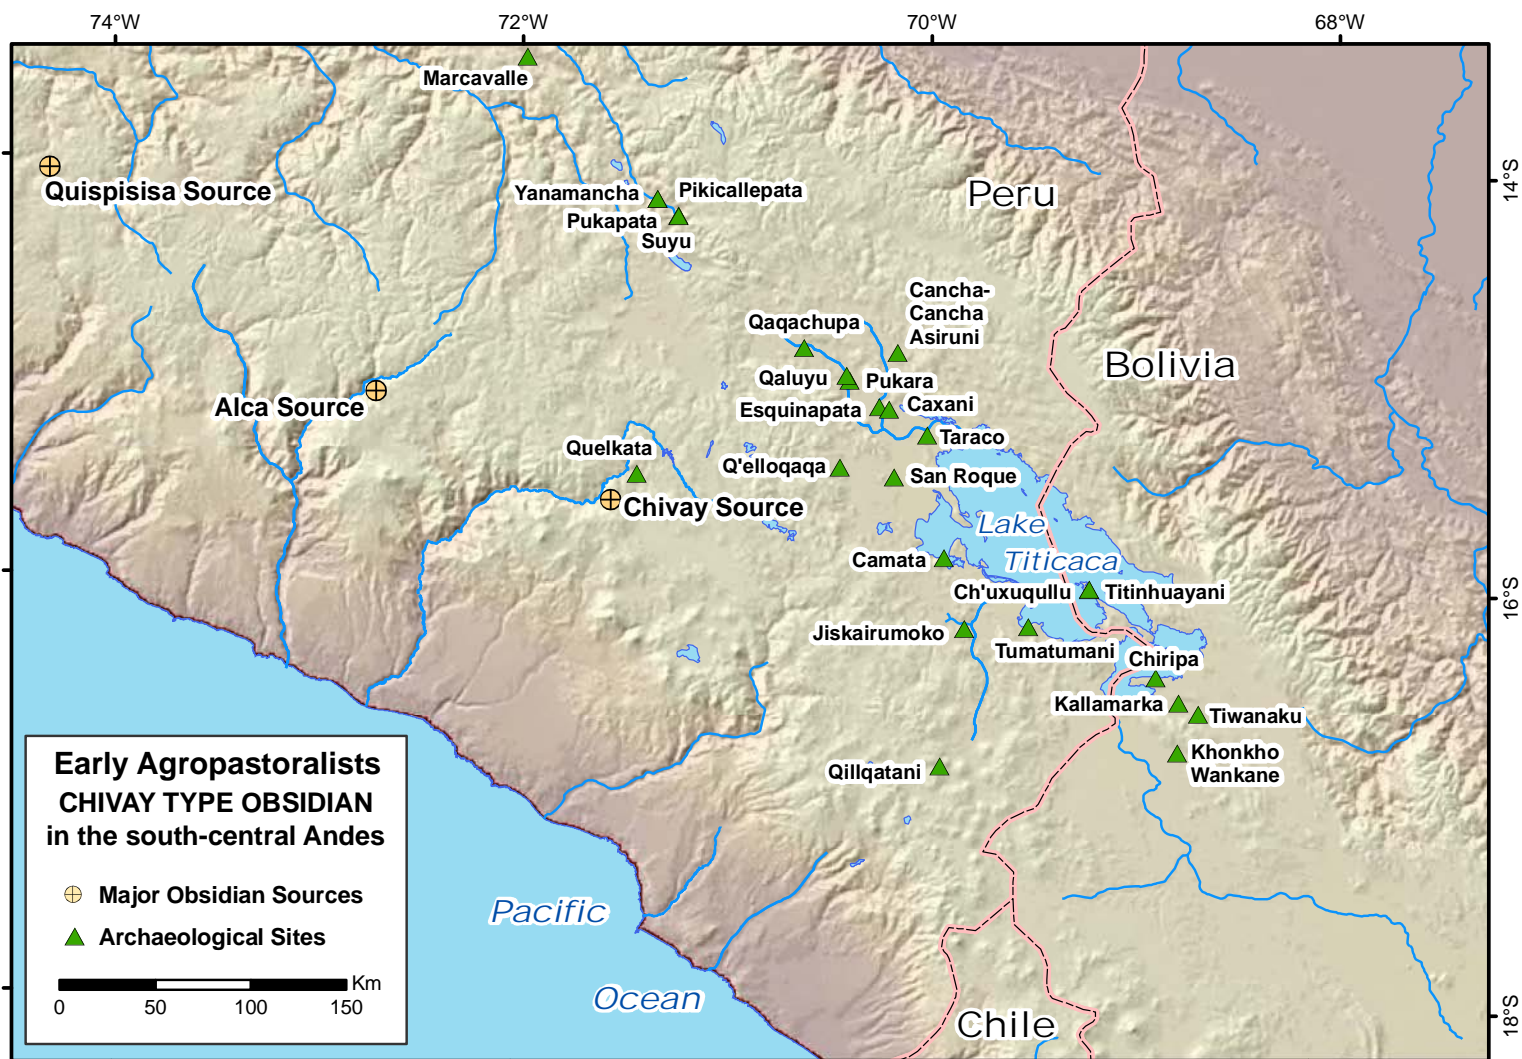 74°W
72°W
70°W
68°W
Marcavalle
14°S
Quispisisa Source
Yanamancha
Pikicallepata
Peru
Pukapata
Suyu
Cancha-
Cancha
Asiruni
Qaqachupa
Bolivia
Qaluyu
Pukara
Alca Source
Esquinapata
Caxani
Taraco
Quelkata
Q'elloqaqa
San Roque
Chivay Source
Lake
Titicaca
Camata
Ch'uxuqullu
Titinhuayani
16°S
Jiskairumoko
Tumatumani
Chiripa
Kallamarka
Tiwanaku
Khonkho
Wankane
Qillqatani
Early Agropastoralists
CHIVAY TYPE OBSIDIAN
in the south-central Andes
Major Obsidian Sources
Archaeological Sites
Km
0 50 100 150
Pacific
Ocean
Chile
18°S